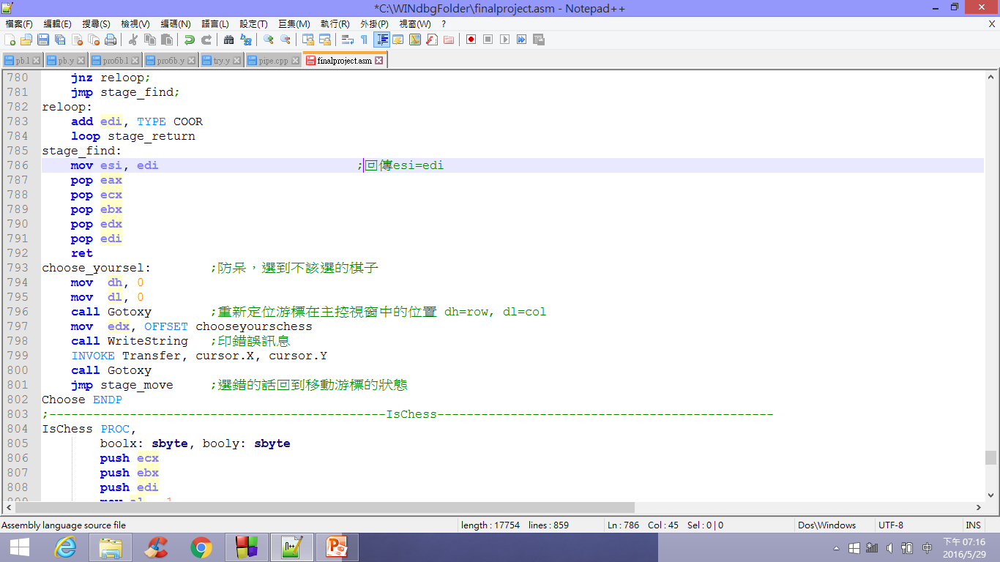 *C:\WINdbgFolder\finalproject.asm - Notepad++
檔案(F) 編輯(E) 搜尋(S) 檢視(V) 編碼(N) 語言(L) 設定(T) 巨集(M) 執行(R) 外掛(P) 視窗(W) ? X
pb.l pb.y pro6b.l pro6b.y try.y pipe.cpp finalproject.asm
780 jnz reloop;
781 jmp stage_find;
782 reloop:
783 add edi, TYPE COOR
784 loop stage_return
785 stage_find:
786 mov esi, edi ;回傳esi=edi
787 pop eax
788 pop ecx
789 pop ebx
790 pop edx
791 pop edi
792 ret
793 choose_yoursel: ;防呆，選到不該選的棋子
794 mov dh, 0
795 mov dl, 0
796 call Gotoxy ;重新定位游標在主控視窗中的位置 dh=row, dl=col
797 mov edx, OFFSET chooseyourschess
798 call WriteString ;印錯誤訊息
799 INVOKE Transfer, cursor.X, cursor.Y
800 call Gotoxy
801 jmp stage_move ;選錯的話回到移動游標的狀態
802 Choose ENDP
803 ;----------------------------------------------IsChess----------------------------------------------
804 IsChess PROC,
805 boolx: sbyte, booly: sbyte
806 push ecx
807 push ebx
808 push edi
Assembly language source file length : 17754 lines : 859 Ln : 786 Col : 45 Sel : 0 | 0 Dos\Windows UTF-8 INS
中 下午 07:16
2016/5/29